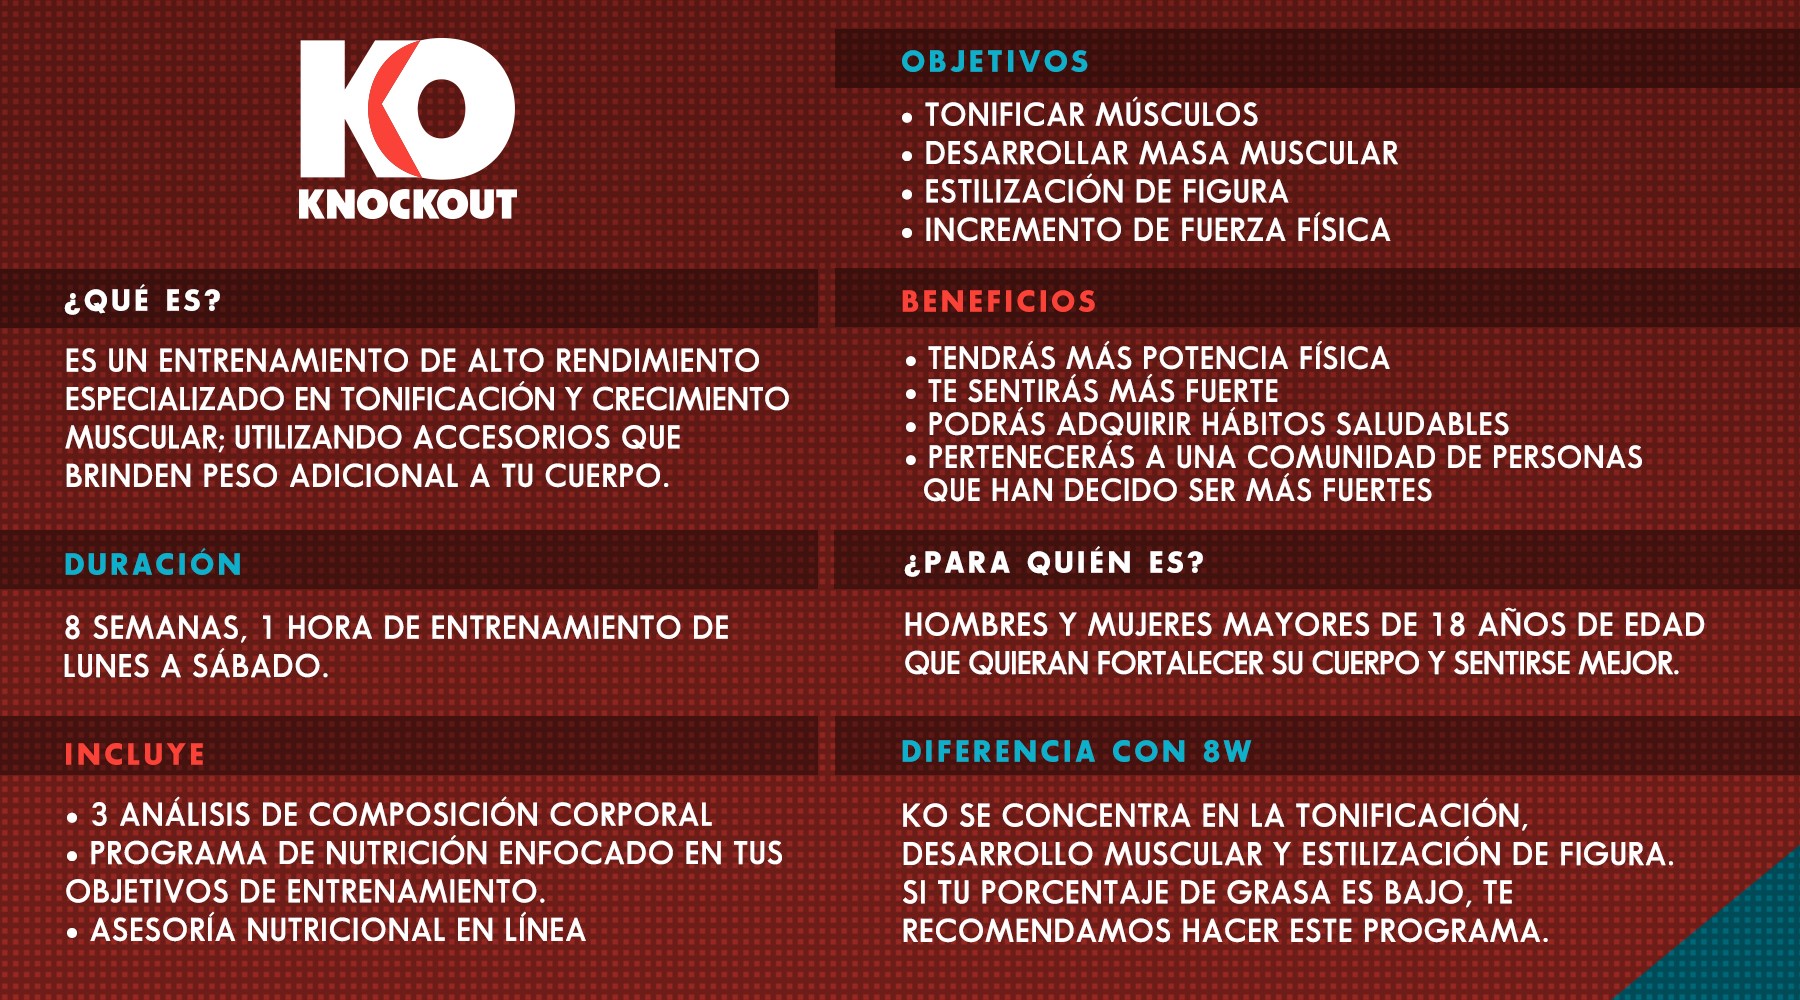 KO
KNOCKOUT
¿QUÉ ES?
ES UN ENTRENAMIENTO DE ALTO RENDIMIENTO
ESPECIALIZADO EN TONIFICACIÓN Y CRECIMIENTO
MUSCULAR; UTILIZANDO ACCESORIOS QUE
BRINDEN PESO ADICIONAL A TU CUERPO.
DURACIÓN
8 SEMANAS, 1 HORA DE ENTRENAMIENTO DE
LUNES A SÁBADO.
INCLUYE
• 3 ANÁLISIS DE COMPOSICIÓN CORPORAL
• PROGRAMA DE NUTRICIÓN ENFOCADO EN TUS
OBJETIVOS DE ENTRENAMIENTO.
• ASESORÍA NUTRICIONAL EN LÍNEA
OBJETIVOS
• TONIFICAR MÚSCULOS
• DESARROLLAR MASA MUSCULAR
• ESTILIZACIÓN DE FIGURA
• INCREMENTO DE FUERZA FÍSICA
BENEFICIOS
• TENDRÁS MÁS POTENCIA FÍSICA
• TE SENTIRÁS MÁS FUERTE
• PODRÁS ADQUIRIR HÁBITOS SALUDABLES
• PERTENECERÁS A UNA COMUNIDAD DE PERSONAS
QUE HAN DECIDO SER MÁS FUERTES
¿PARA QUIÉN ES?
HOMBRES Y MUJERES MAYORES DE 18 AÑOS DE EDAD
QUE QUIERAN FORTALECER SU CUERPO Y SENTIRSE MEJOR.
DIFERENCIA CON 8W
KO SE CONCENTRA EN LA TONIFICACIÓN,
DESARROLLO MUSCULAR Y ESTILIZACIÓN DE FIGURA.
SI TU PORCENTAJE DE GRASA ES BAJO, TE
RECOMENDAMOS HACER ESTE PROGRAMA.